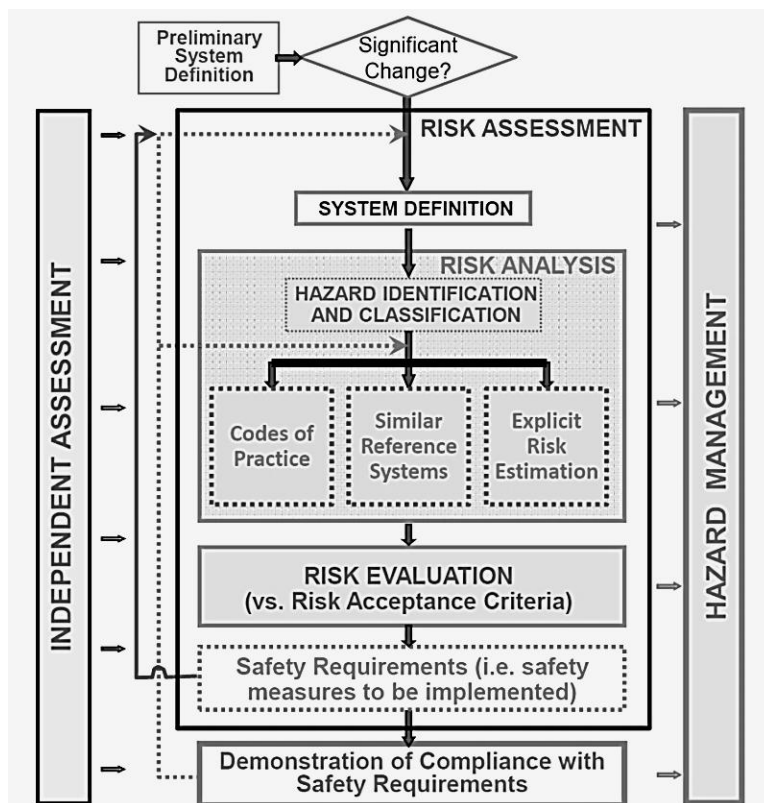 Preliminary
System
Definition
Significant
Change?
RISK ASSESSMENT
SYSTEM DEFINITION
RISK ANALYSIS
HAZARD IDENTIFICATION
AND CLASSIFICATION
Codes of
Practice
Similar
Reference
Systems
Explicit
Risk
Estimation
RISK EVALUATION
(vs. Risk Acceptance Criteria)
Safety Requirements (i.e. safety
measures to be implemented)
Demonstration of Compliance with
Safety Requirements
INDEPENDENT ASSESSMENT
HAZARD MANAGEMENT